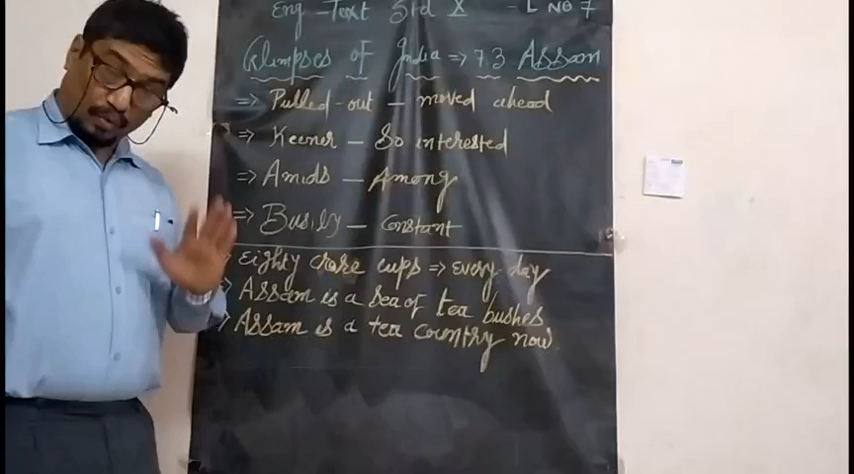 Eng - Text Std X - L No 7
Glimpses of India => 7.3 Assam
=> Pulled-out - moved ahead
=> Keener - So interested
=> Amids - Among
=> Busily - constant
Eighty crore cups => every day
Assam is a sea of tea bushes
Assam is a tea country now.